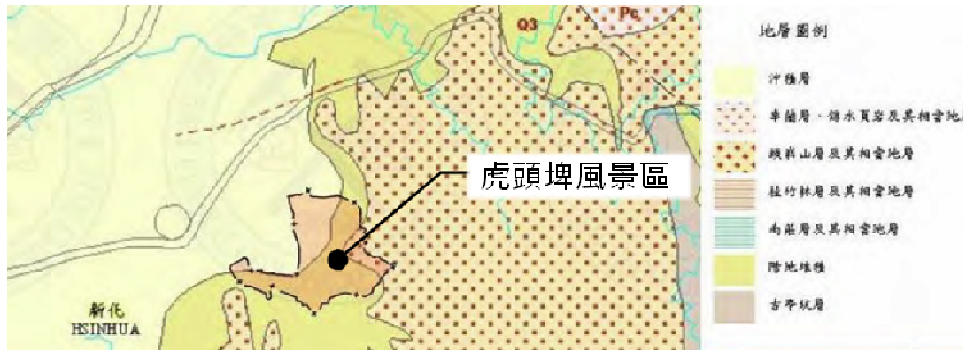 Q3
Po
地層圖例
沖積層
卓蘭層、錦水頁岩及其相當地層
頭嵙山層及其相當地層
桂竹林層及其相當地層
南莊層及其相當地層
階地堆積
古亭坑層
虎頭埤風景區
新化
HSINHUA